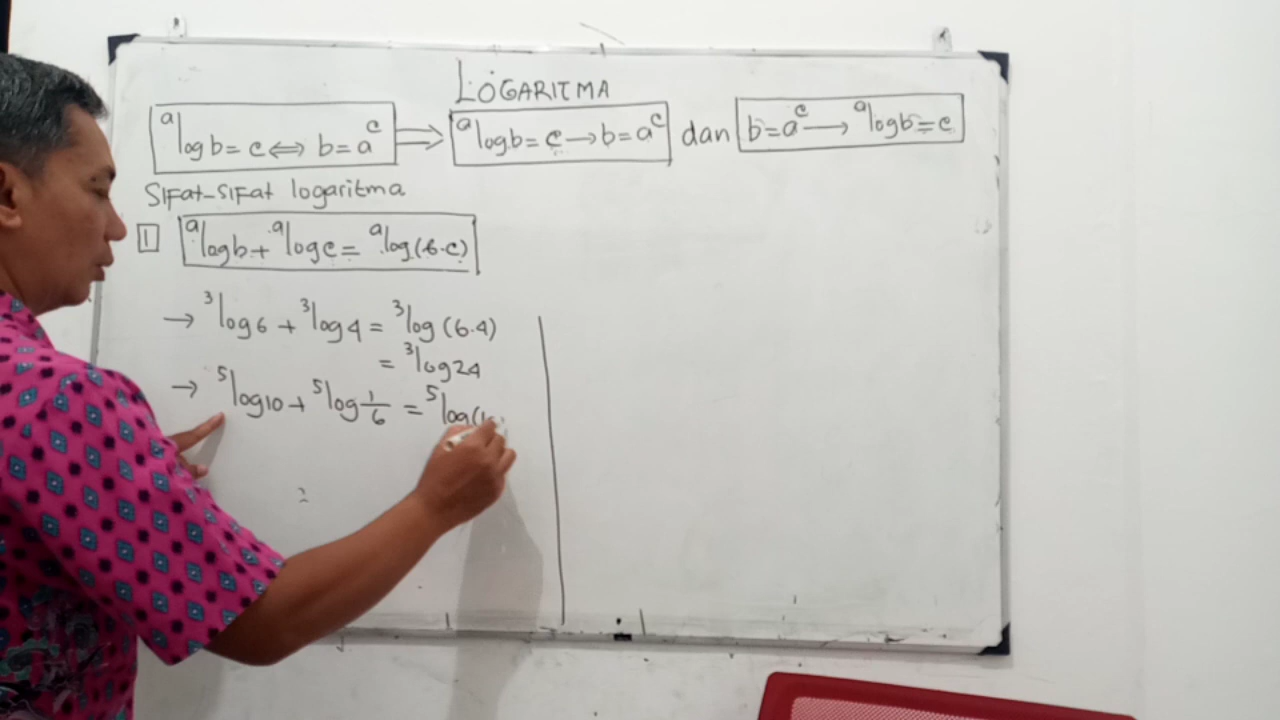 LOGARITMA
ᵃlog b = c ⇔ b = aᶜ ⇒ ᵃlog b = c → b = aᶜ dan b = aᶜ → ᵃlog b = c
Sifat-sifat logaritma
1 ᵃlog b + ᵃlog c = ᵃlog (b.c)
→ ³log 6 + ³log 4 = ³log (6.4)
= ³log 24
→ ⁵log 10 + ⁵log 1/6 = ⁵log (